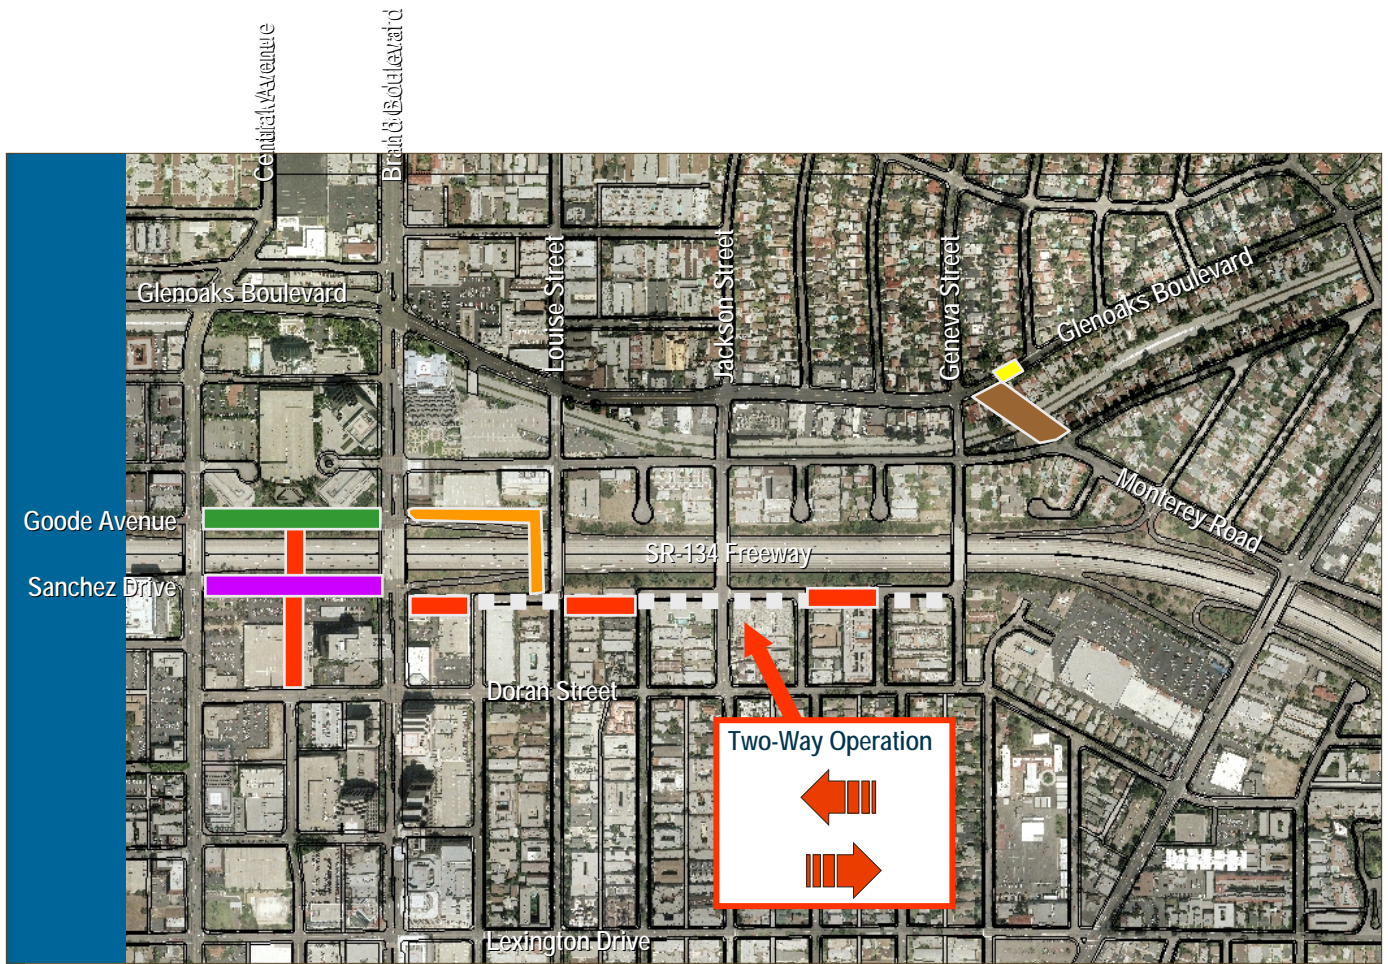 Central Avenue
Brand Boulevard
Glenoaks Boulevard
Louise Street
Jackson Street
Geneva Street
Glenoaks Boulevard
Monterey Road
Goode Avenue
SR-134 Freeway
Sanchez Drive
Doran Street
Two-Way Operation
Lexington Drive